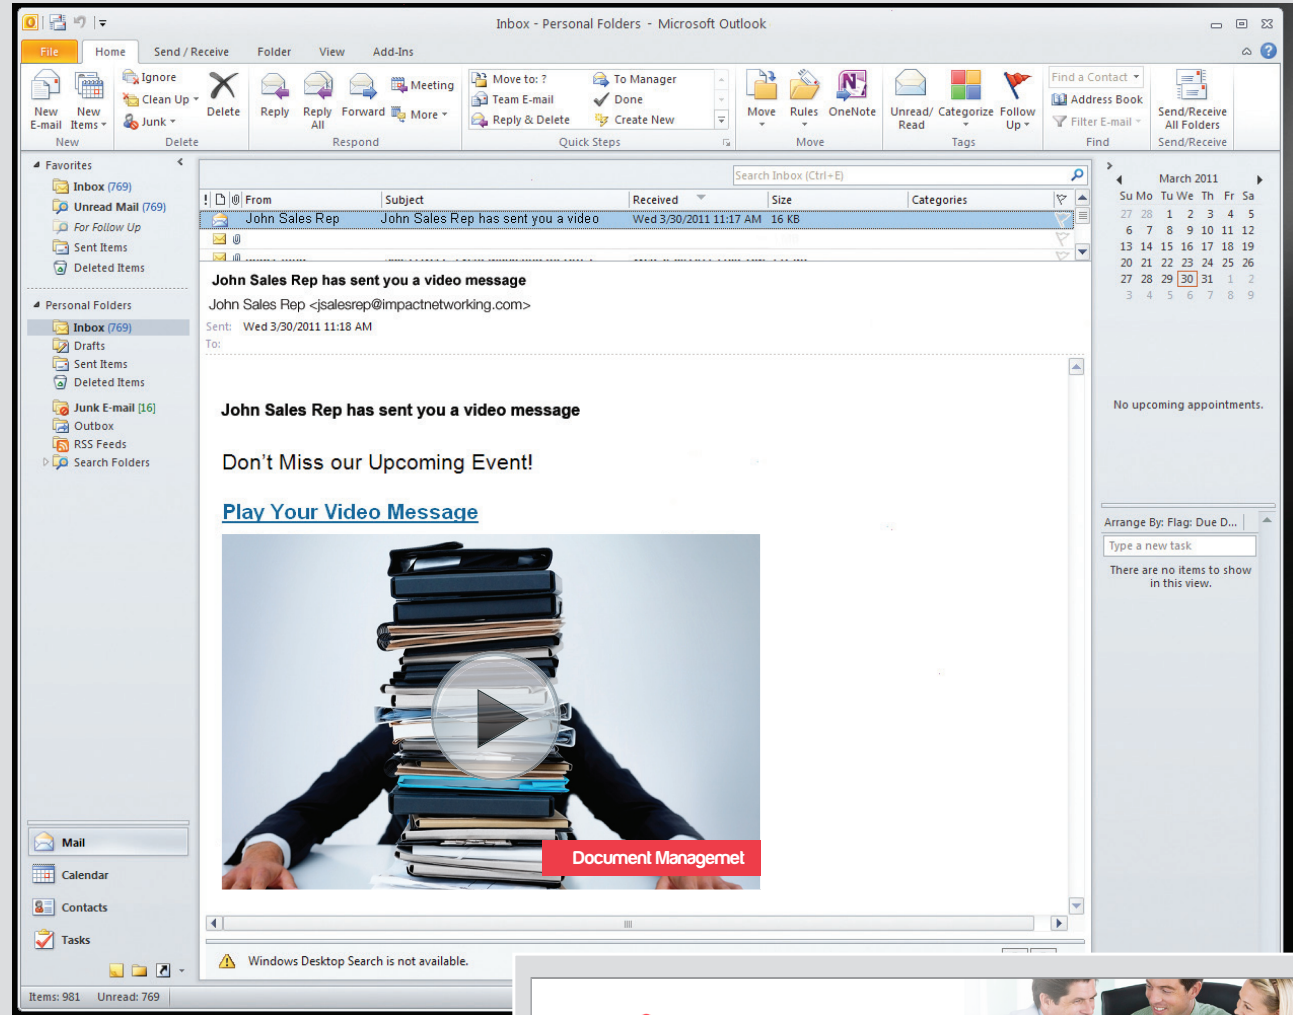 Inbox - Personal Folders - Microsoft Outlook
File Home Send / Receive Folder View Add-Ins
New E-mail
New Items
New
Ignore
Clean Up
Junk
Delete
Delete
Reply
Reply All
Forward
Meeting
More
Respond
Move to: ?
Team E-mail
Reply & Delete
To Manager
Done
Create New
Quick Steps
Move
Rules
OneNote
Move
Unread/ Read
Categorize
Follow Up
Tags
Find a Contact
Address Book
Filter E-mail
Find
Send/Receive All Folders
Send/Receive
Favorites
Inbox (769)
Unread Mail (769)
For Follow Up
Sent Items
Deleted Items
Personal Folders
Inbox (769)
Drafts
Sent Items
Deleted Items
Junk E-mail [16]
Outbox
RSS Feeds
Search Folders
Mail
Calendar
Contacts
Tasks
Search Inbox (Ctrl+E)
From Subject Received Size Categories
John Sales Rep John Sales Rep has sent you a video Wed 3/30/2011 11:17 AM 16 KB
John Sales Rep has sent you a video message
John Sales Rep <jsalesrep@impactnetworking.com>
Sent: Wed 3/30/2011 11:18 AM
To:
John Sales Rep has sent you a video message
Don't Miss our Upcoming Event!
Play Your Video Message
Document Managemet
Windows Desktop Search is not available.
March 2011
Su Mo Tu We Th Fr Sa
27 28 1 2 3 4 5
6 7 8 9 10 11 12
13 14 15 16 17 18 19
20 21 22 23 24 25 26
27 28 29 30 31 1 2
3 4 5 6 7 8 9
No upcoming appointments.
Arrange By: Flag: Due D...
Type a new task
There are no items to show
in this view.
Items: 981 Unread: 769